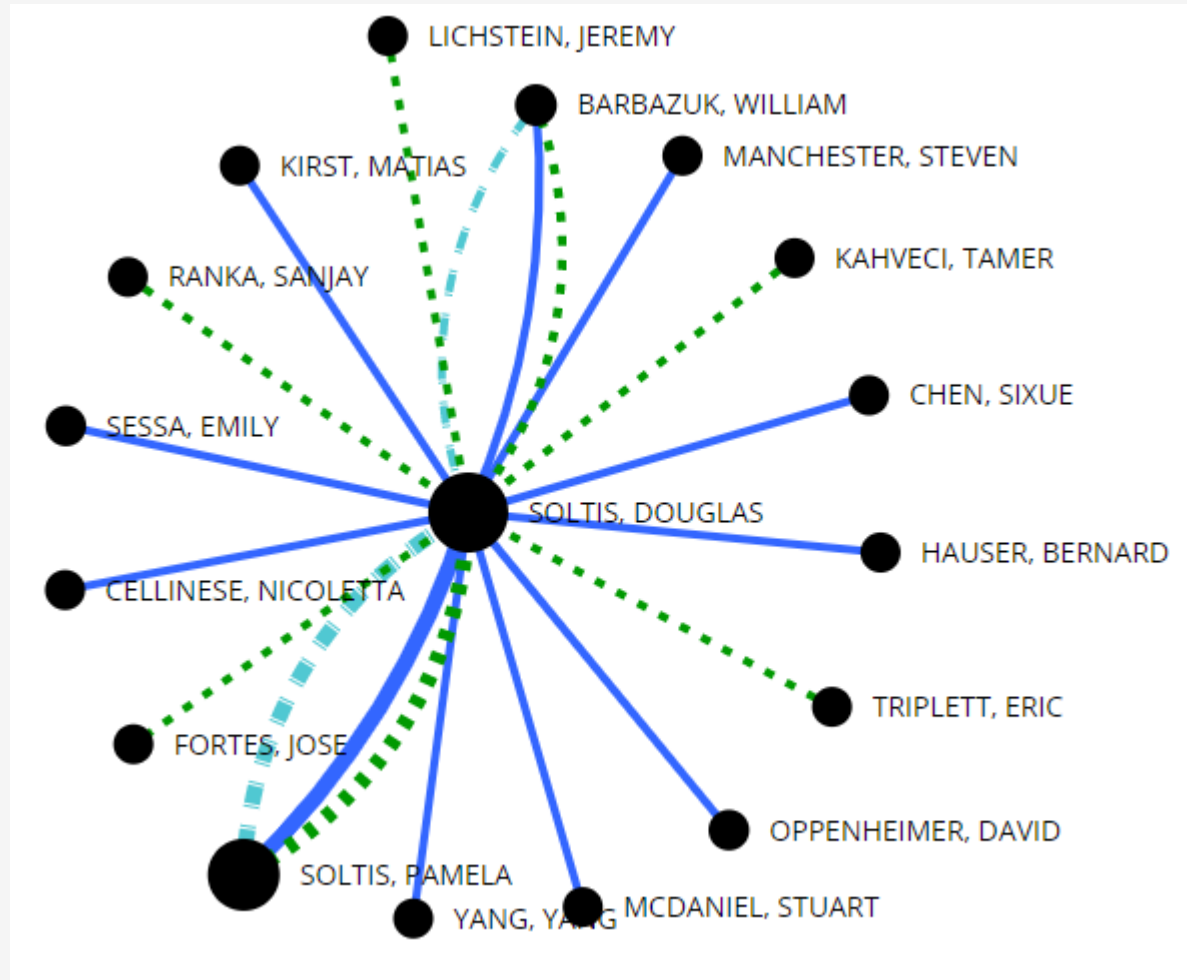 LICHSTEIN, JEREMY
BARBAZUK, WILLIAM
MANCHESTER, STEVEN
KIRST, MATIAS
KAHVECI, TAMER
RANKA, SANJAY
CHEN, SIXUE
SESSA, EMILY
SOLTIS, DOUGLAS
HAUSER, BERNARD
CELLINESE, NICOLETTA
TRIPLETT, ERIC
FORTES, JOSE
OPPENHEIMER, DAVID
SOLTIS, PAMELA
MCDANIEL, STUART
YANG, YANG